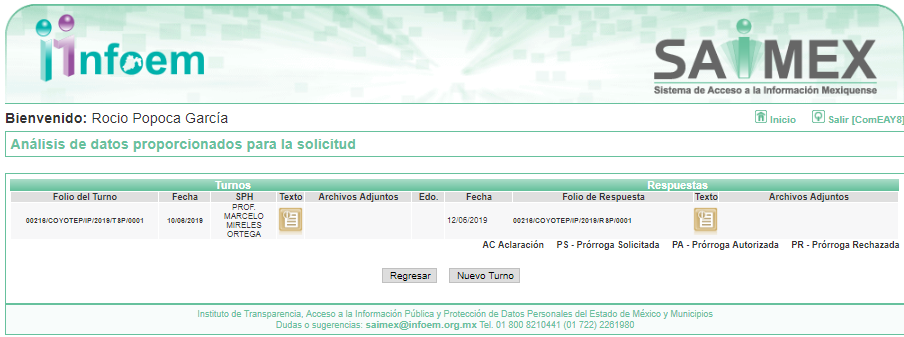 infoem
SAIMEX
Sistema de Acceso a la Información Mexiquense
Bienvenido: Rocio Popoca García
Inicio Salir [ComEAY8]
Análisis de datos proporcionados para la solicitud
Turnos Respuestas
Folio del Turno Fecha SPH Texto Archivos Adjuntos Edo. Fecha Folio de Respuesta Texto Archivos Adjuntos
00216/COYOTEP/IP/2019/TSP/0001 10/06/2019 PROF. MARCELO MIRELES ORTEGA 12/06/2019 00216/COYOTEP/IP/2019/RSP/0001
AC Aclaración PS - Prórroga Solicitada PA - Prórroga Autorizada PR - Prórroga Rechazada
Regresar Nuevo Turno
Instituto de Transparencia, Acceso a la Información Pública y Protección de Datos Personales del Estado de México y Municipios
Dudas o sugerencias: saimex@infoem.org.mx Tel. 01 800 8210441 (01 722) 2261980